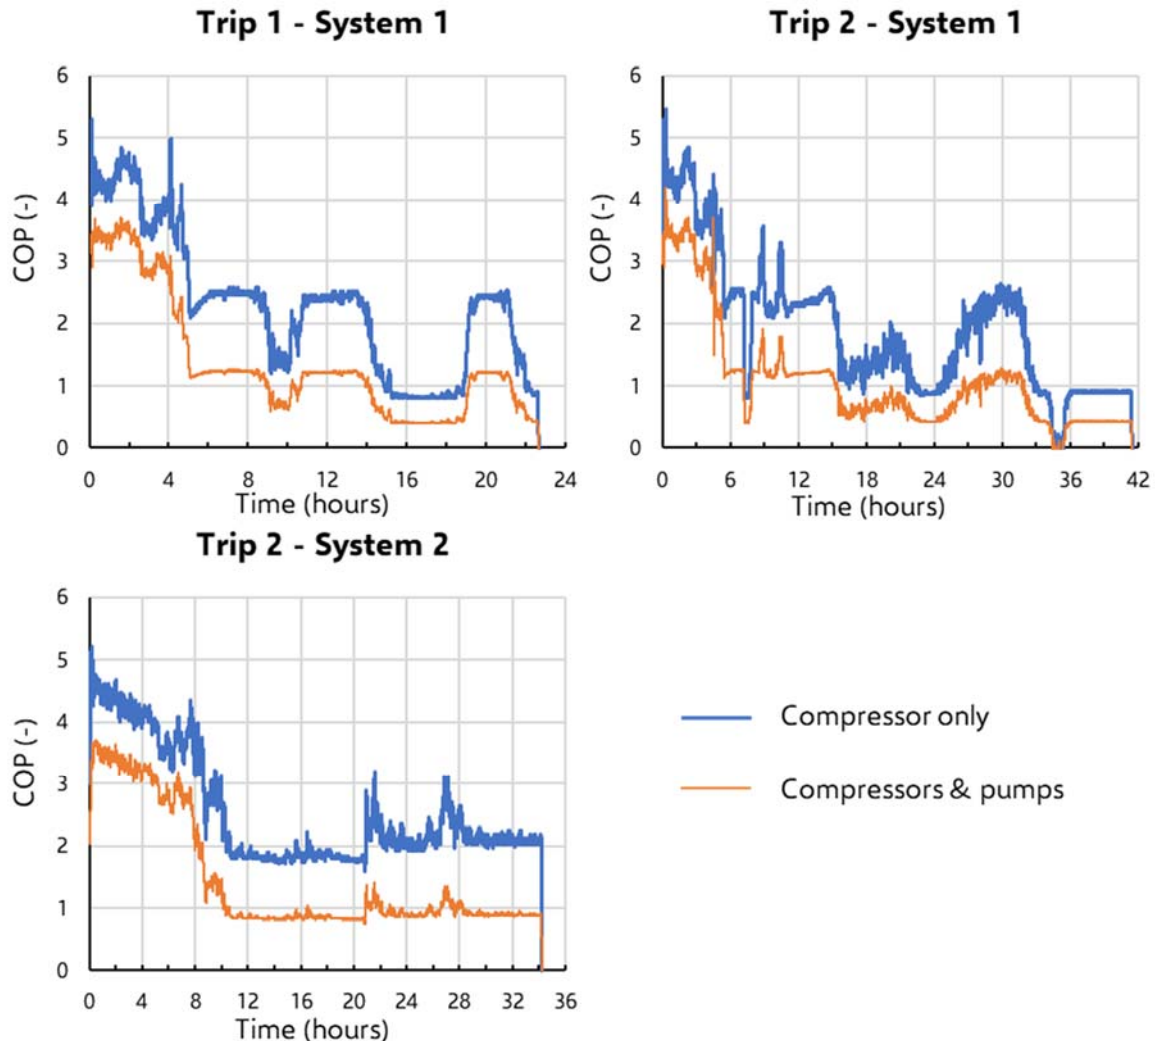 Trip 1 - System 1
6
5
4
3
2
1
0
COP (-)
0 4 8 12 16 20 24
Time (hours)
Trip 2 - System 1
6
5
4
3
2
1
0
COP (-)
0 6 12 18 24 30 36 42
Time (hours)
Trip 2 - System 2
6
5
4
3
2
1
0
COP (-)
0 4 8 12 16 20 24 28 32 36
Time (hours)
Compressor only
Compressors & pumps